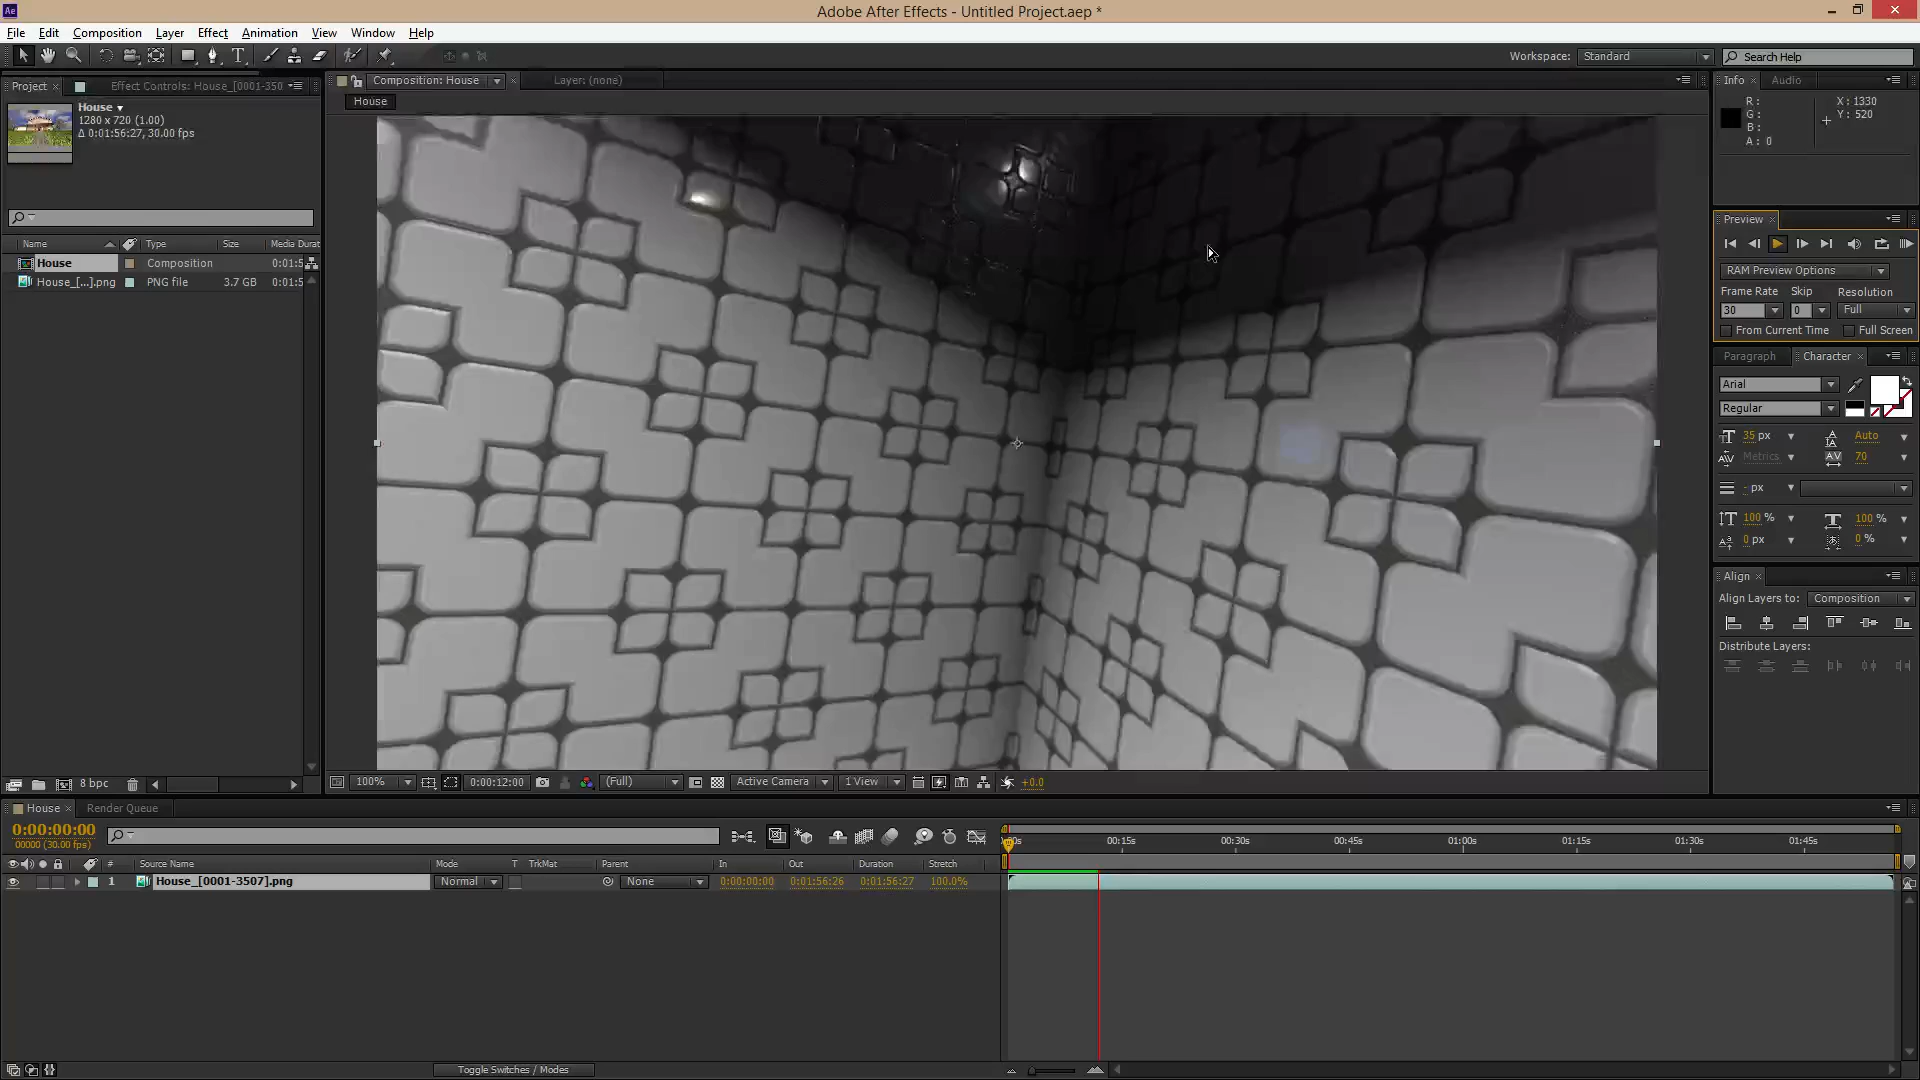 Adobe After Effects - Untitled Project.aep *
File Edit Composition Layer Effect Animation View Window Help
Workspace: Standard Search Help
Project Effect Controls: House_[0001-350
House
1280 x 720 (1.00)
Δ 0:01:56:27, 30.00 fps
Name Type Size Media Durat
House Composition 0:01:5
House_[...].png PNG file 3.7 GB 0:01:5
8 bpc
Composition: House Layer: (none)
House
100% 0:00:12:00 (Full) Active Camera 1 View +0.0
Info Audio
R : X : 1330
G : Y : 520
B :
A : 0
Preview
RAM Preview Options
Frame Rate Skip Resolution
30 0 Full
From Current Time Full Screen
Paragraph Character
Arial
Regular
35 px Auto
Metrics 70
- px
100 % 100 %
0 px 0 %
Align
Align Layers to: Composition
Distribute Layers:
House Render Queue
0:00:00:00
00000 (30.00 fps)
# Source Name Mode T TrkMat Parent In Out Duration Stretch
1 House_[0001-3507].png Normal None 0:00:00:00 0:01:56:26 0:01:56:27 100.0%
00:15s 00:30s 00:45s 01:00s 01:15s 01:30s 01:45s
Toggle Switches / Modes